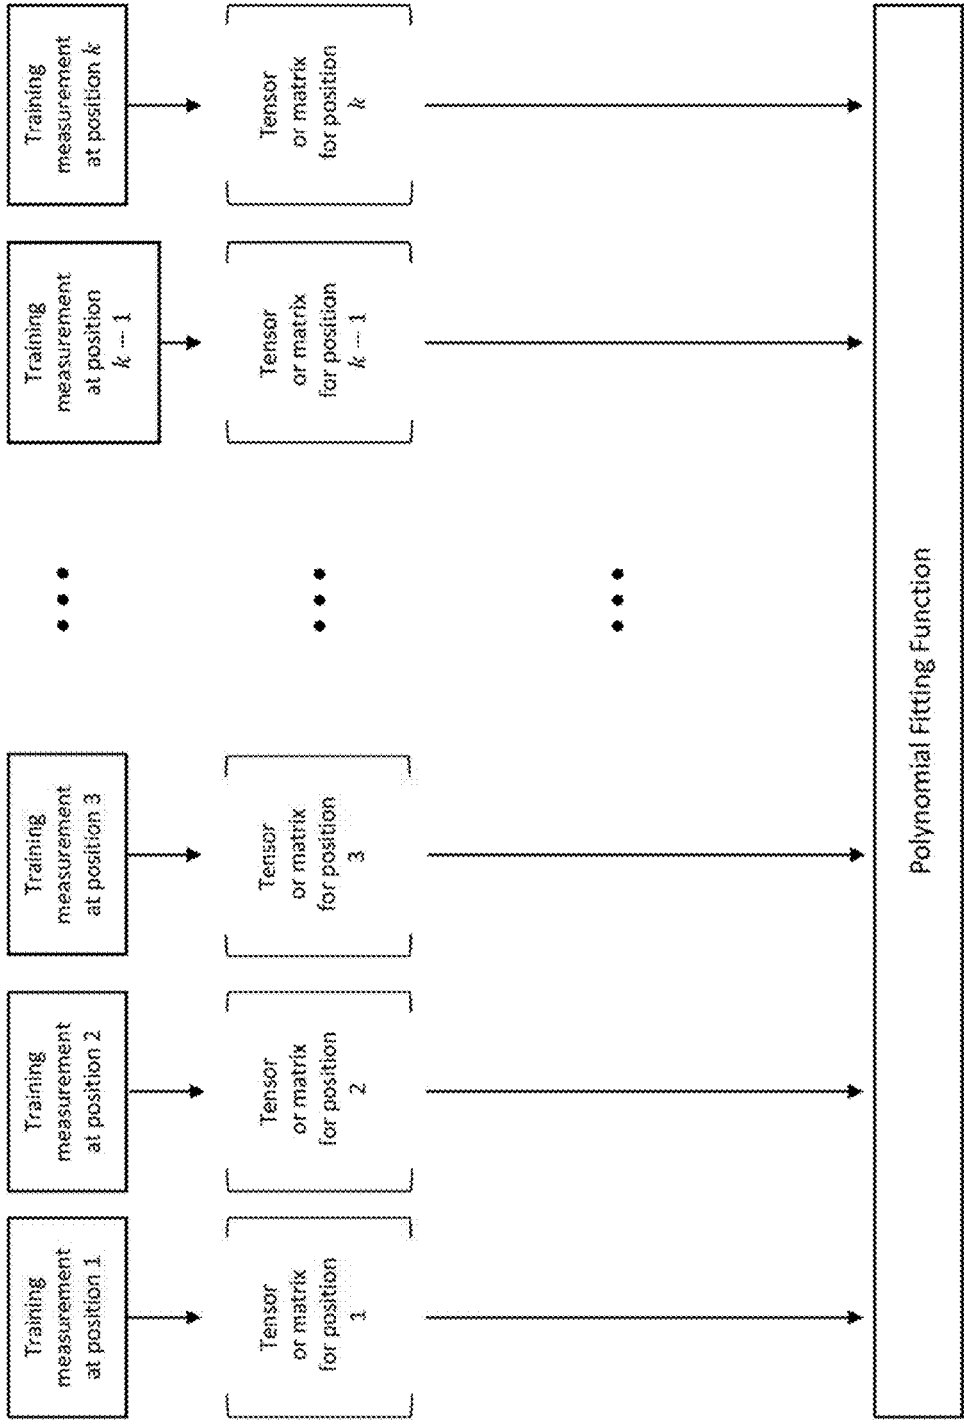 Training
measurement
at position 1
Training
measurement
at position 2
Training
measurement
at position 3
Training
measurement
at position
k − 1
Training
measurement
at position k
Tensor
or matrix
for position
1
Tensor
or matrix
for position
2
Tensor
or matrix
for position
3
Tensor
or matrix
for position
k − 1
Tensor
or matrix
for position
k
Polynomial Fitting Function